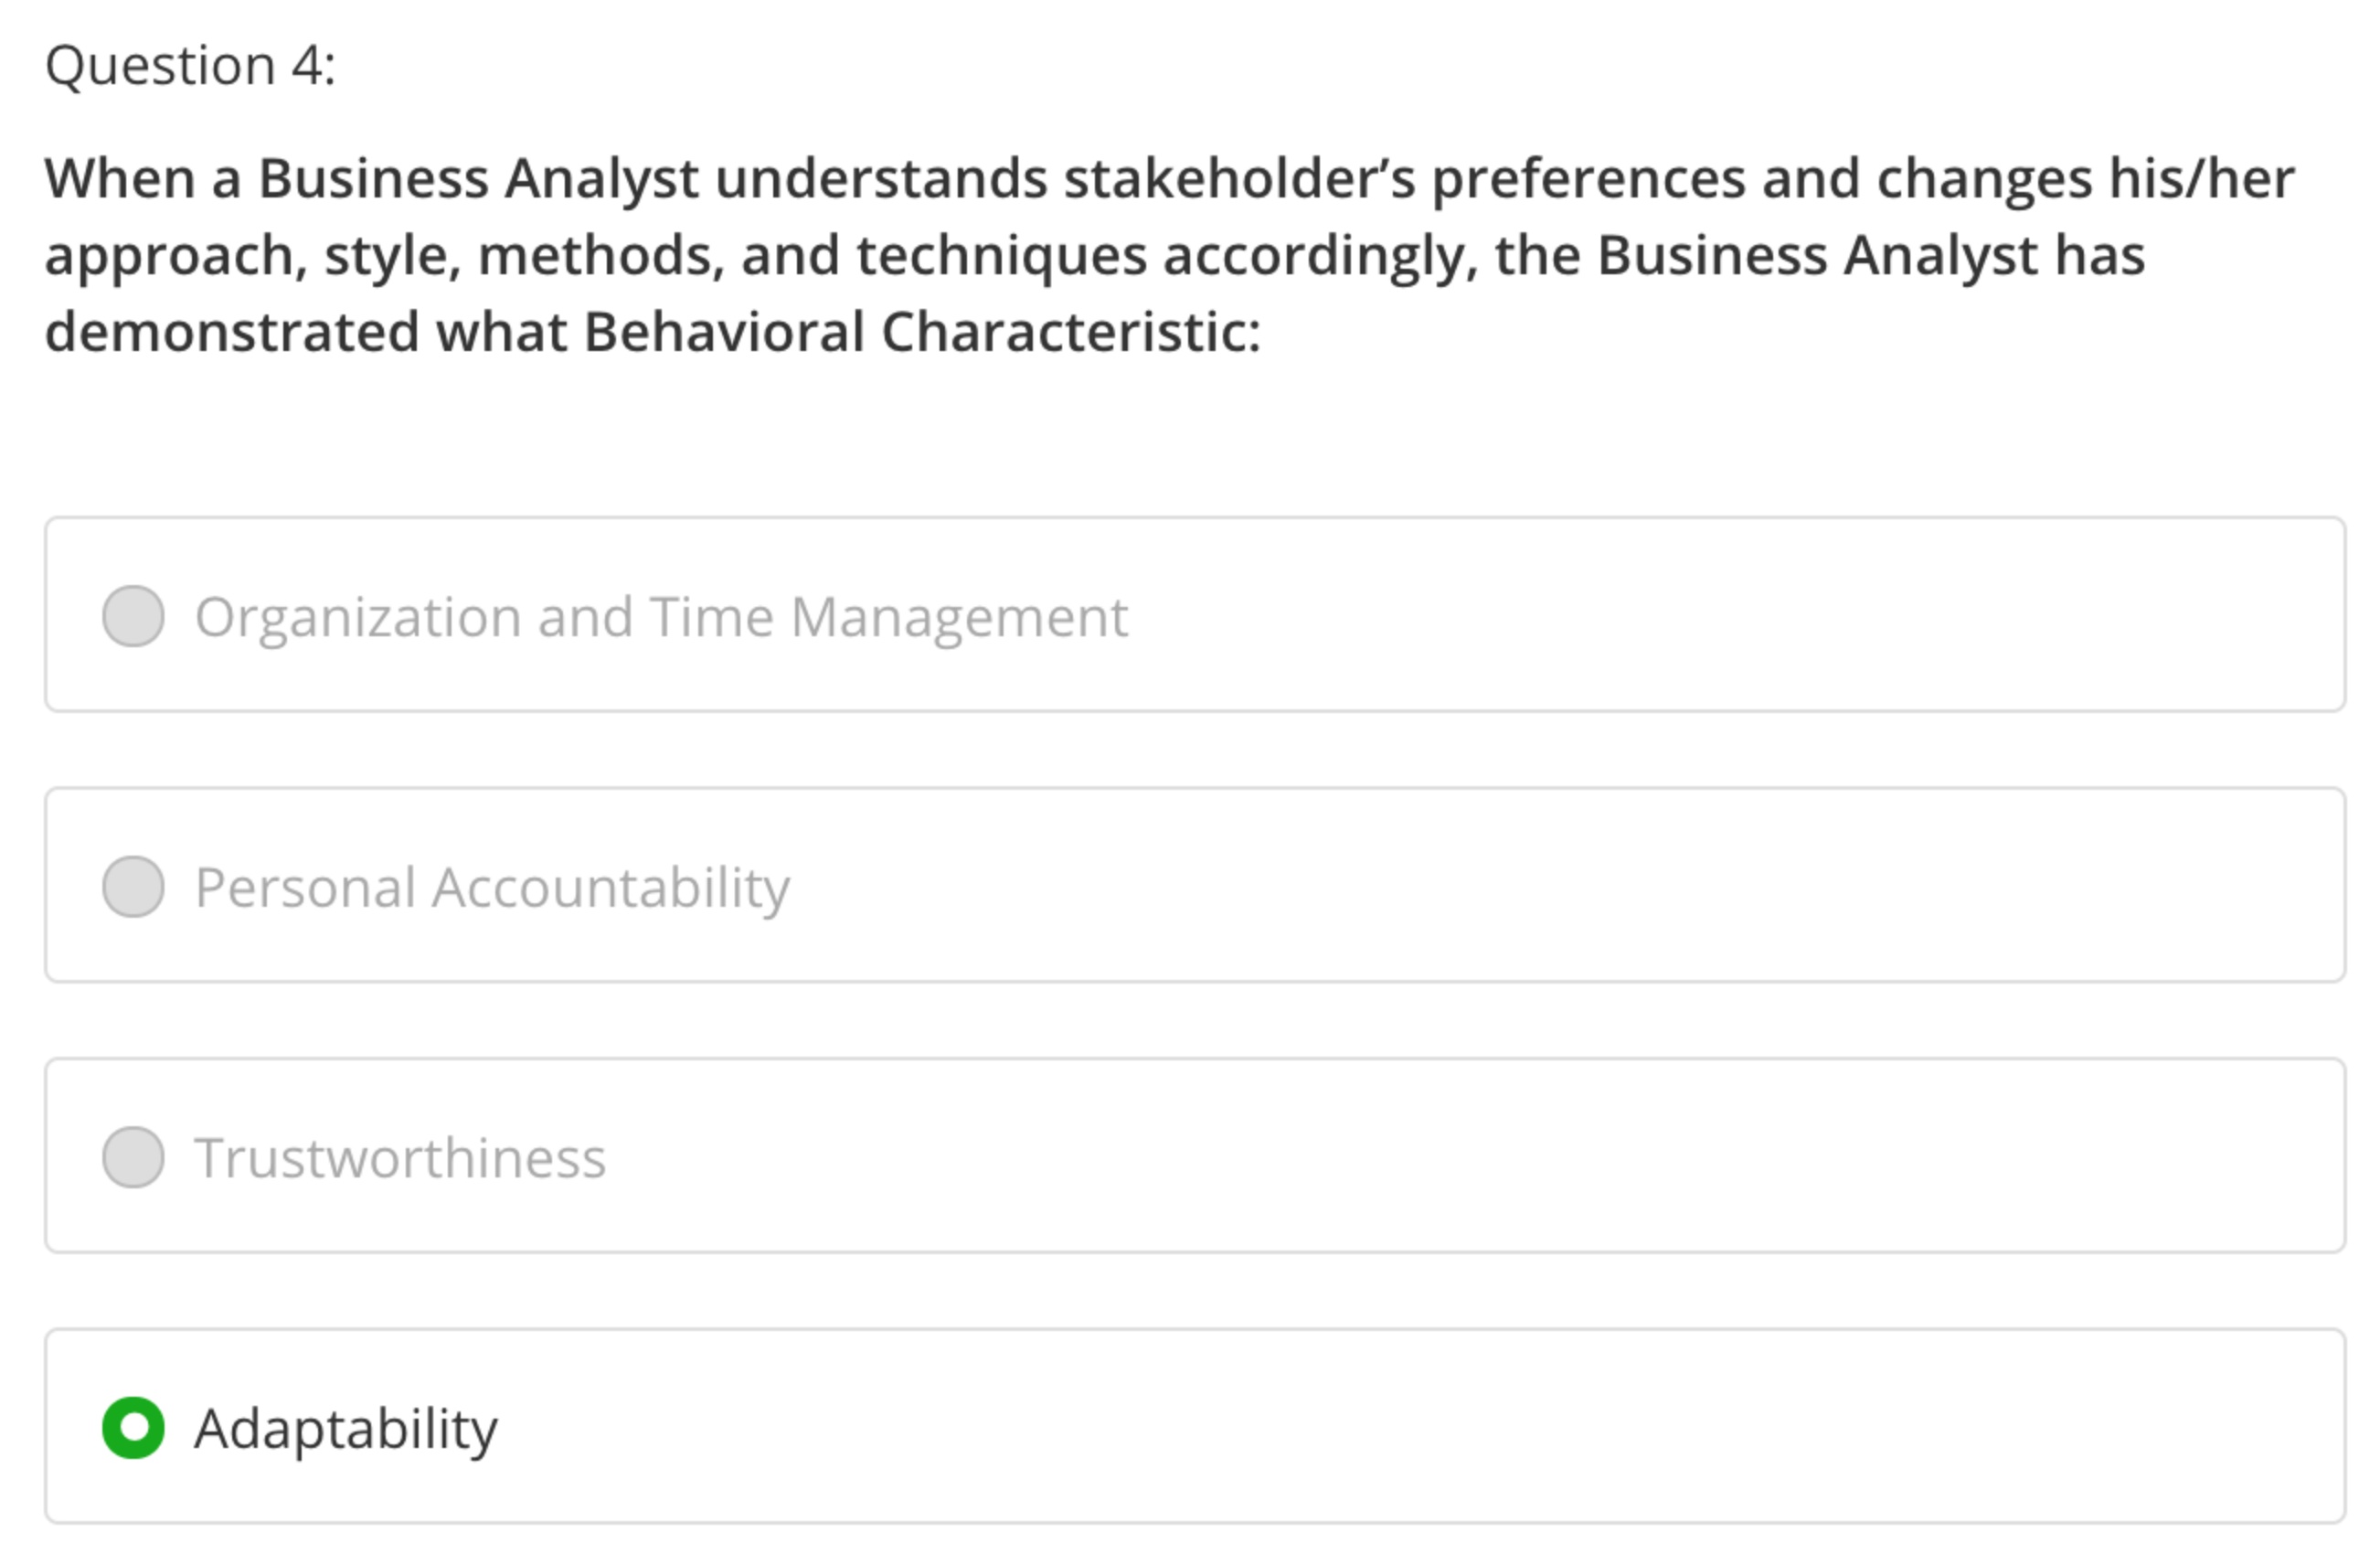 Question 4:
When a Business Analyst understands stakeholder’s preferences and changes his/her
approach, style, methods, and techniques accordingly, the Business Analyst has
demonstrated what Behavioral Characteristic:
Organization and Time Management
Personal Accountability
Trustworthiness
Adaptability